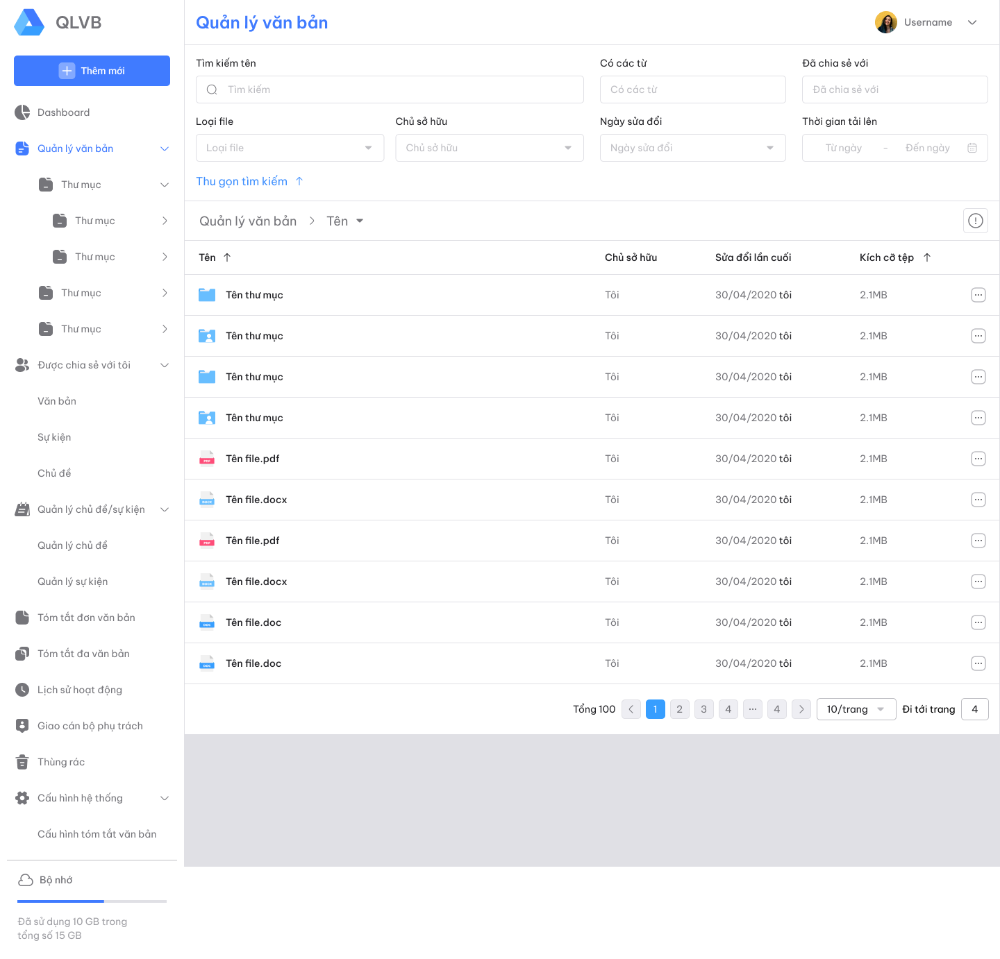 QLVB
Thêm mới
Dashboard
Quản lý văn bản
Thư mục
Thư mục
Thư mục
Thư mục
Thư mục
Được chia sẻ với tôi
Văn bản
Sự kiện
Chủ đề
Quản lý chủ đề/sự kiện
Quản lý chủ đề
Quản lý sự kiện
Tóm tắt đơn văn bản
Tóm tắt đa văn bản
Lịch sử hoạt động
Giao cán bộ phụ trách
Thùng rác
Cấu hình hệ thống
Cấu hình tóm tắt văn bản
Bộ nhớ
Đã sử dụng 10 GB trong
tổng số 15 GB
Quản lý văn bản
Username
Tìm kiếm tên
Có các từ
Đã chia sẻ với
Tìm kiếm
Có các từ
Đã chia sẻ với
Loại file
Chủ sở hữu
Ngày sửa đổi
Thời gian tải lên
Loại file
Chủ sở hữu
Ngày sửa đổi
Từ ngày - Đến ngày
Thu gọn tìm kiếm
Quản lý văn bản
Tên
Tên Chủ sở hữu Sửa đổi lần cuối Kích cỡ tệp
Tên thư mục Tôi 30/04/2020 tôi 2.1MB
Tên thư mục Tôi 30/04/2020 tôi 2.1MB
Tên thư mục Tôi 30/04/2020 tôi 2.1MB
Tên thư mục Tôi 30/04/2020 tôi 2.1MB
PDF Tên file.pdf Tôi 30/04/2020 tôi 2.1MB
DOCX Tên file.docx Tôi 30/04/2020 tôi 2.1MB
PDF Tên file.pdf Tôi 30/04/2020 tôi 2.1MB
DOCX Tên file.docx Tôi 30/04/2020 tôi 2.1MB
DOC Tên file.doc Tôi 30/04/2020 tôi 2.1MB
DOC Tên file.doc Tôi 30/04/2020 tôi 2.1MB
Tổng 100 1 2 3 4 ··· 4 10/trang Đi tới trang 4